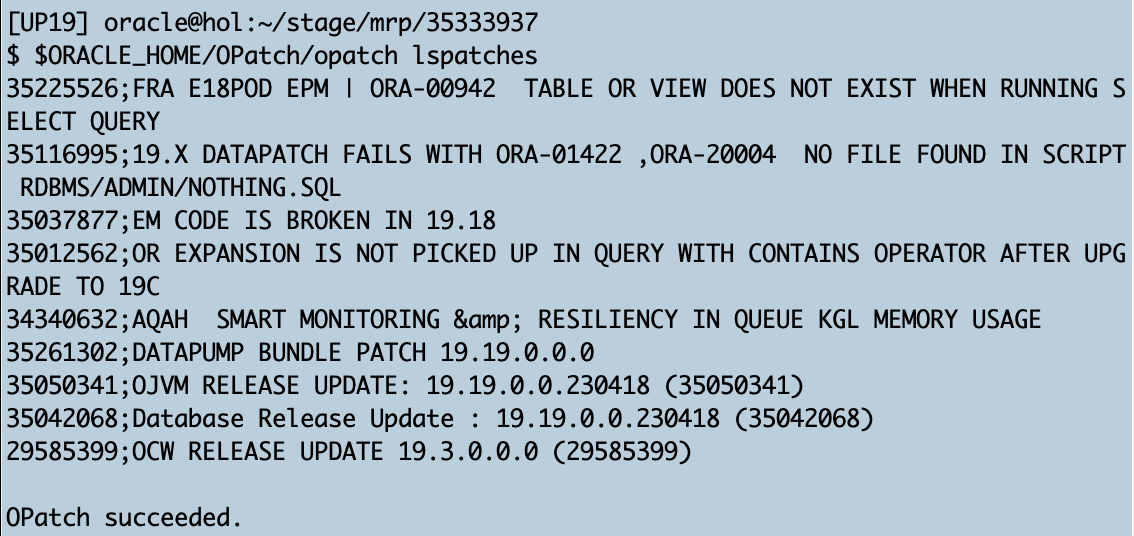 [UP19] oracle@hol:~/stage/mrp/35333937
$ $ORACLE_HOME/OPatch/opatch lspatches
35225526;FRA E18POD EPM | ORA-00942  TABLE OR VIEW DOES NOT EXIST WHEN RUNNING S
ELECT QUERY
35116995;19.X DATAPATCH FAILS WITH ORA-01422 ,ORA-20004  NO FILE FOUND IN SCRIPT
 RDBMS/ADMIN/NOTHING.SQL
35037877;EM CODE IS BROKEN IN 19.18
35012562;OR EXPANSION IS NOT PICKED UP IN QUERY WITH CONTAINS OPERATOR AFTER UPG
RADE TO 19C
34340632;AQAH  SMART MONITORING &amp; RESILIENCY IN QUEUE KGL MEMORY USAGE
35261302;DATAPUMP BUNDLE PATCH 19.19.0.0.0
35050341;OJVM RELEASE UPDATE: 19.19.0.0.230418 (35050341)
35042068;Database Release Update : 19.19.0.0.230418 (35042068)
29585399;OCW RELEASE UPDATE 19.3.0.0.0 (29585399)

OPatch succeeded.